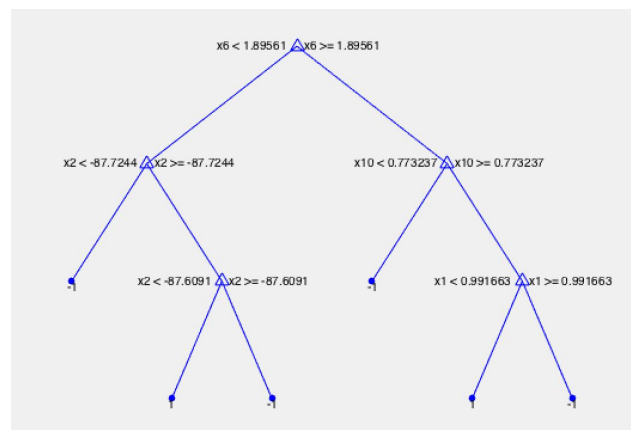 x6 < 1.89561 x6 >= 1.89561
x2 < -87.7244 x2 >= -87.7244 x10 < 0.773237 x10 >= 0.773237
-1 x2 < -87.6091 x2 >= -87.6091 -1 x1 < 0.991663 x1 >= 0.991663
1 -1 1 -1